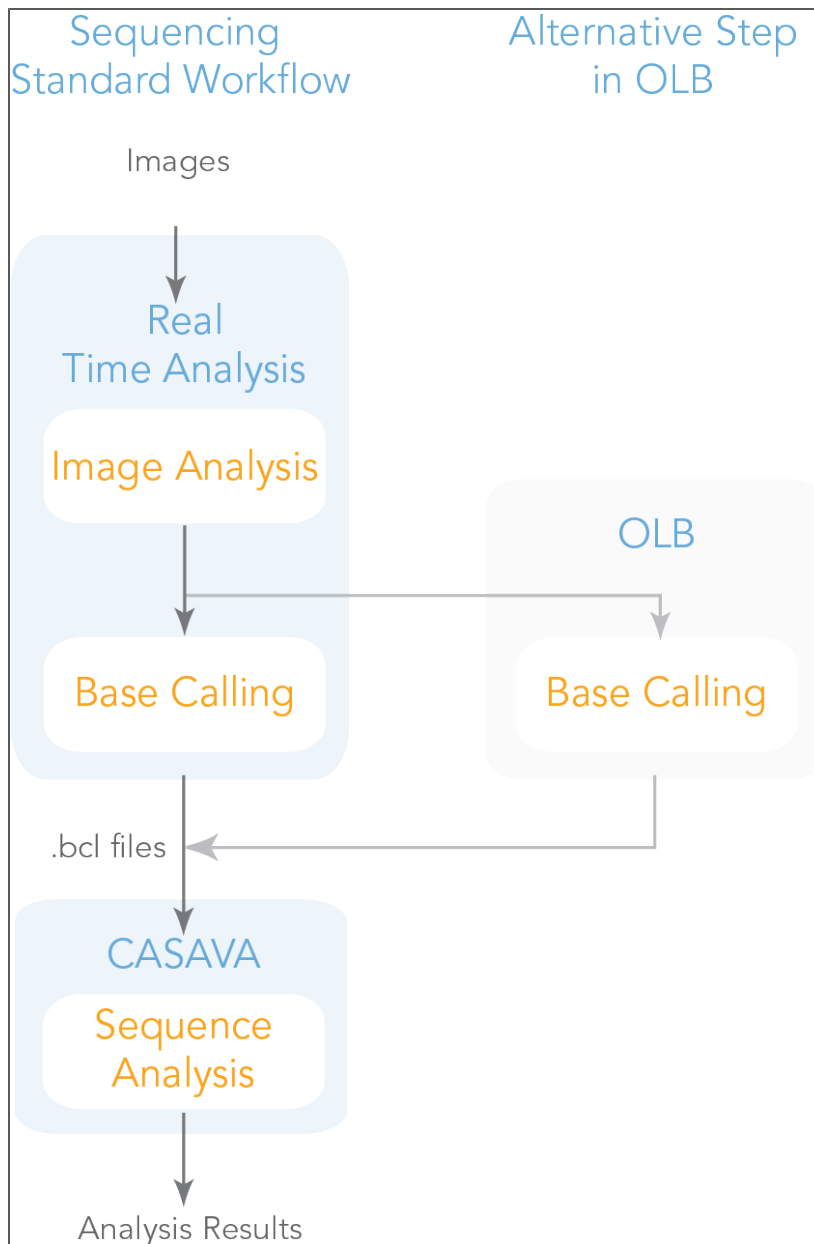 Sequencing
Standard Workflow
Alternative Step
in OLB
Images
Real
Time Analysis
Image Analysis
OLB
Base Calling
Base Calling
.bcl files
CASAVA
Sequence
Analysis
Analysis Results